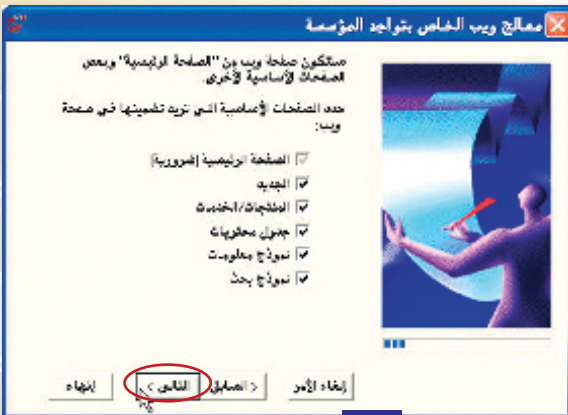 معالج ويب الخاص بتواجد المؤسسة
ستتكون صفحة ويب من "الصفحة الرئيسية" وبعض
الصفحات الأساسية الأخرى.
حدد الصفحات الأساسية التي تريد تضمينها في صفحة
ويب:
الصفحة الرئيسية (ضرورية)
الجديد
المنتجات/الخدمات
جدول محتويات
نموذج معلومات
نموذج بحث
إلغاء الأمر
< السابق
التالي >
إنهاء